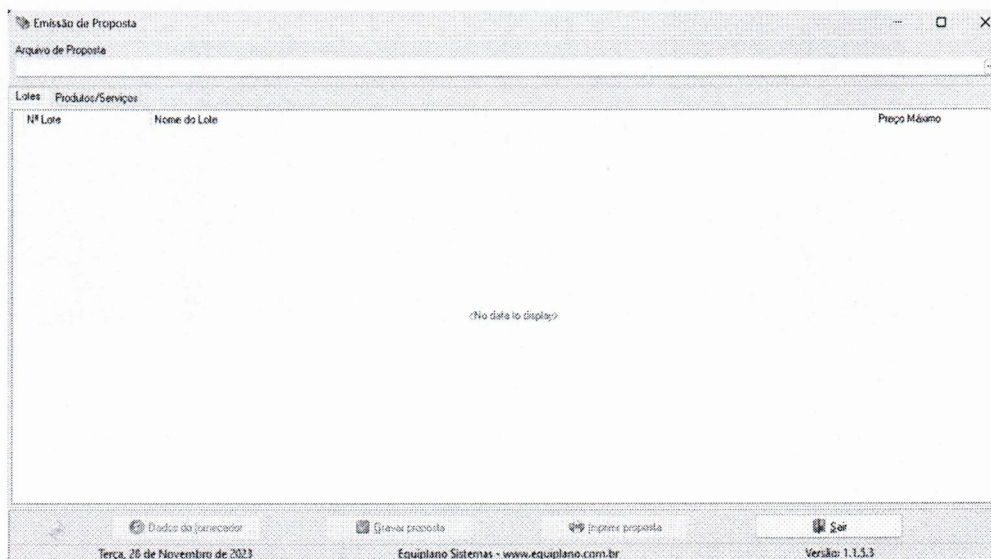 Emissão de Proposta
Arquivo de Proposta
Lotes Produtos/Serviços
Nº Lote Nome do Lote Preço Máximo
<No data to display>
Dados do fornecedor Gravar proposta Imprimir proposta Sair
Terça, 28 de Novembro de 2023 Equiplano Sistemas - www.equiplano.com.br Versão: 1.1.5.3